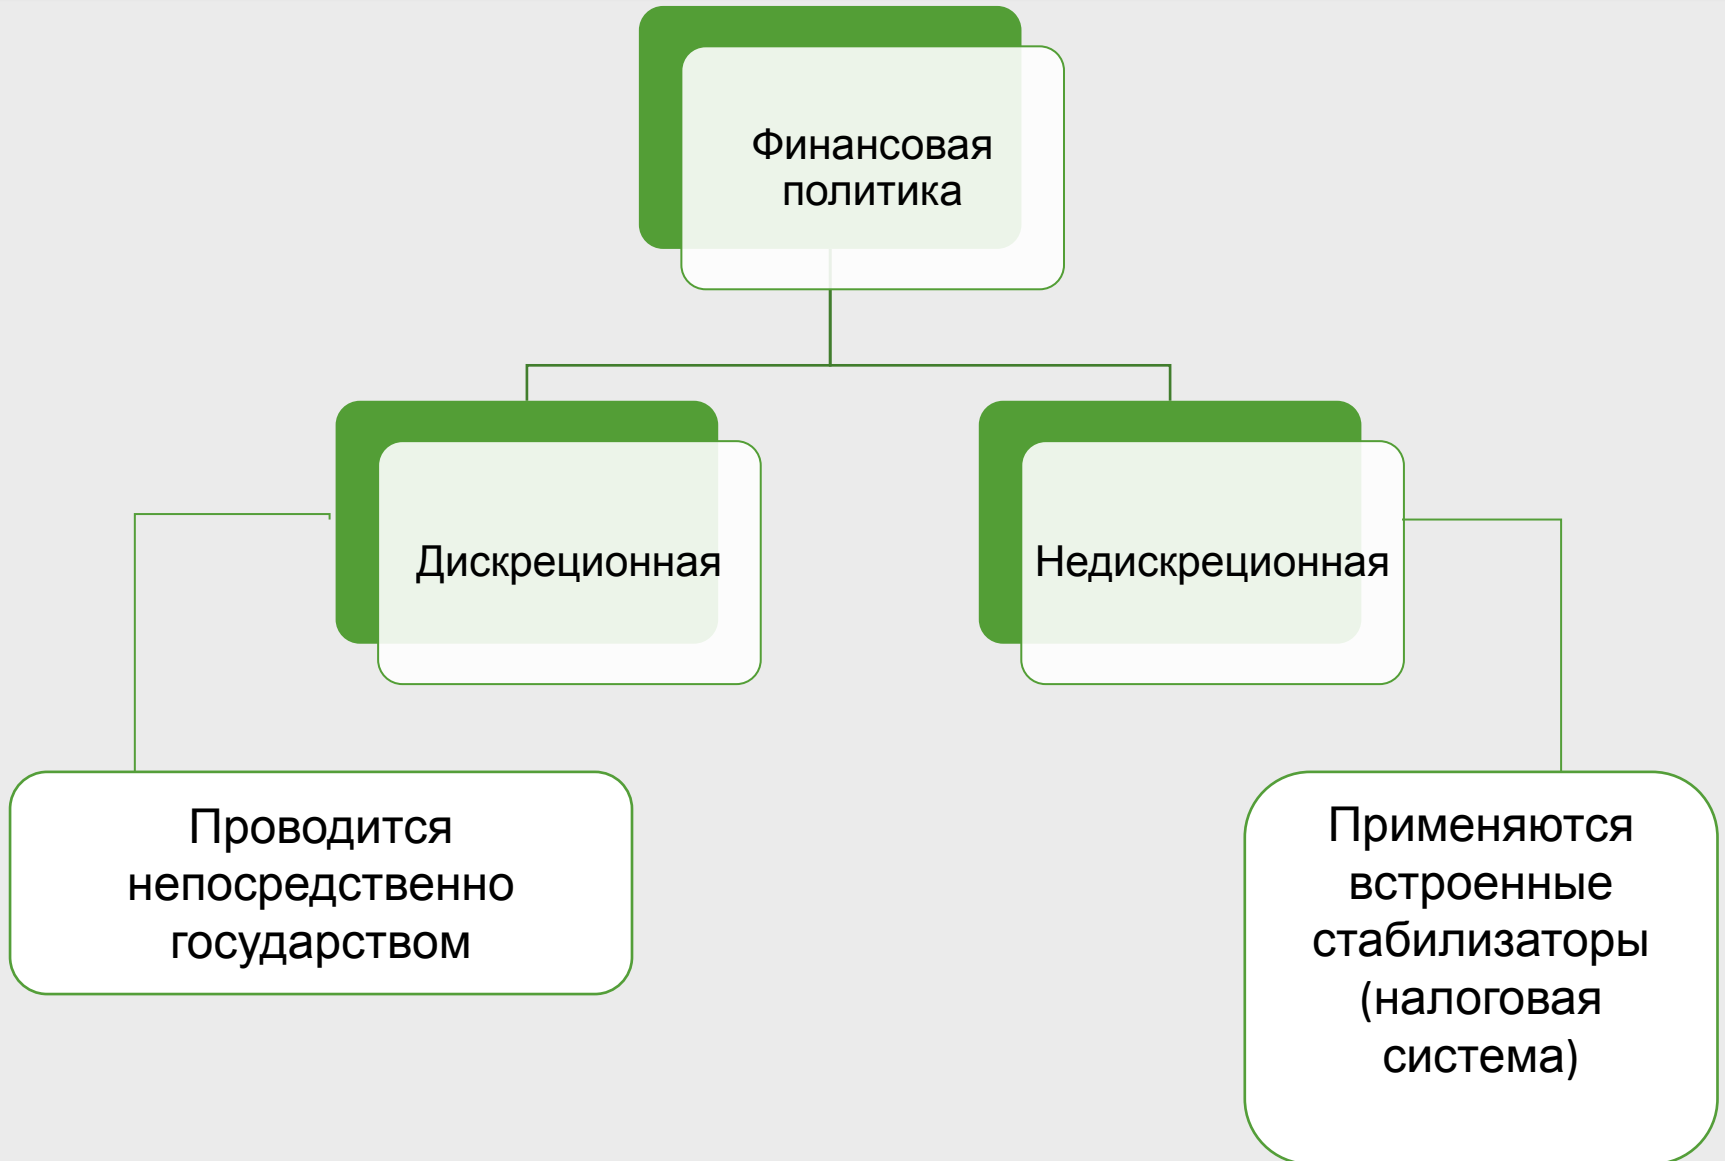 Финансовая
политика
Дискреционная
Недискреционная
Проводится
непосредственно
государством
Применяются
встроенные
стабилизаторы
(налоговая
система)